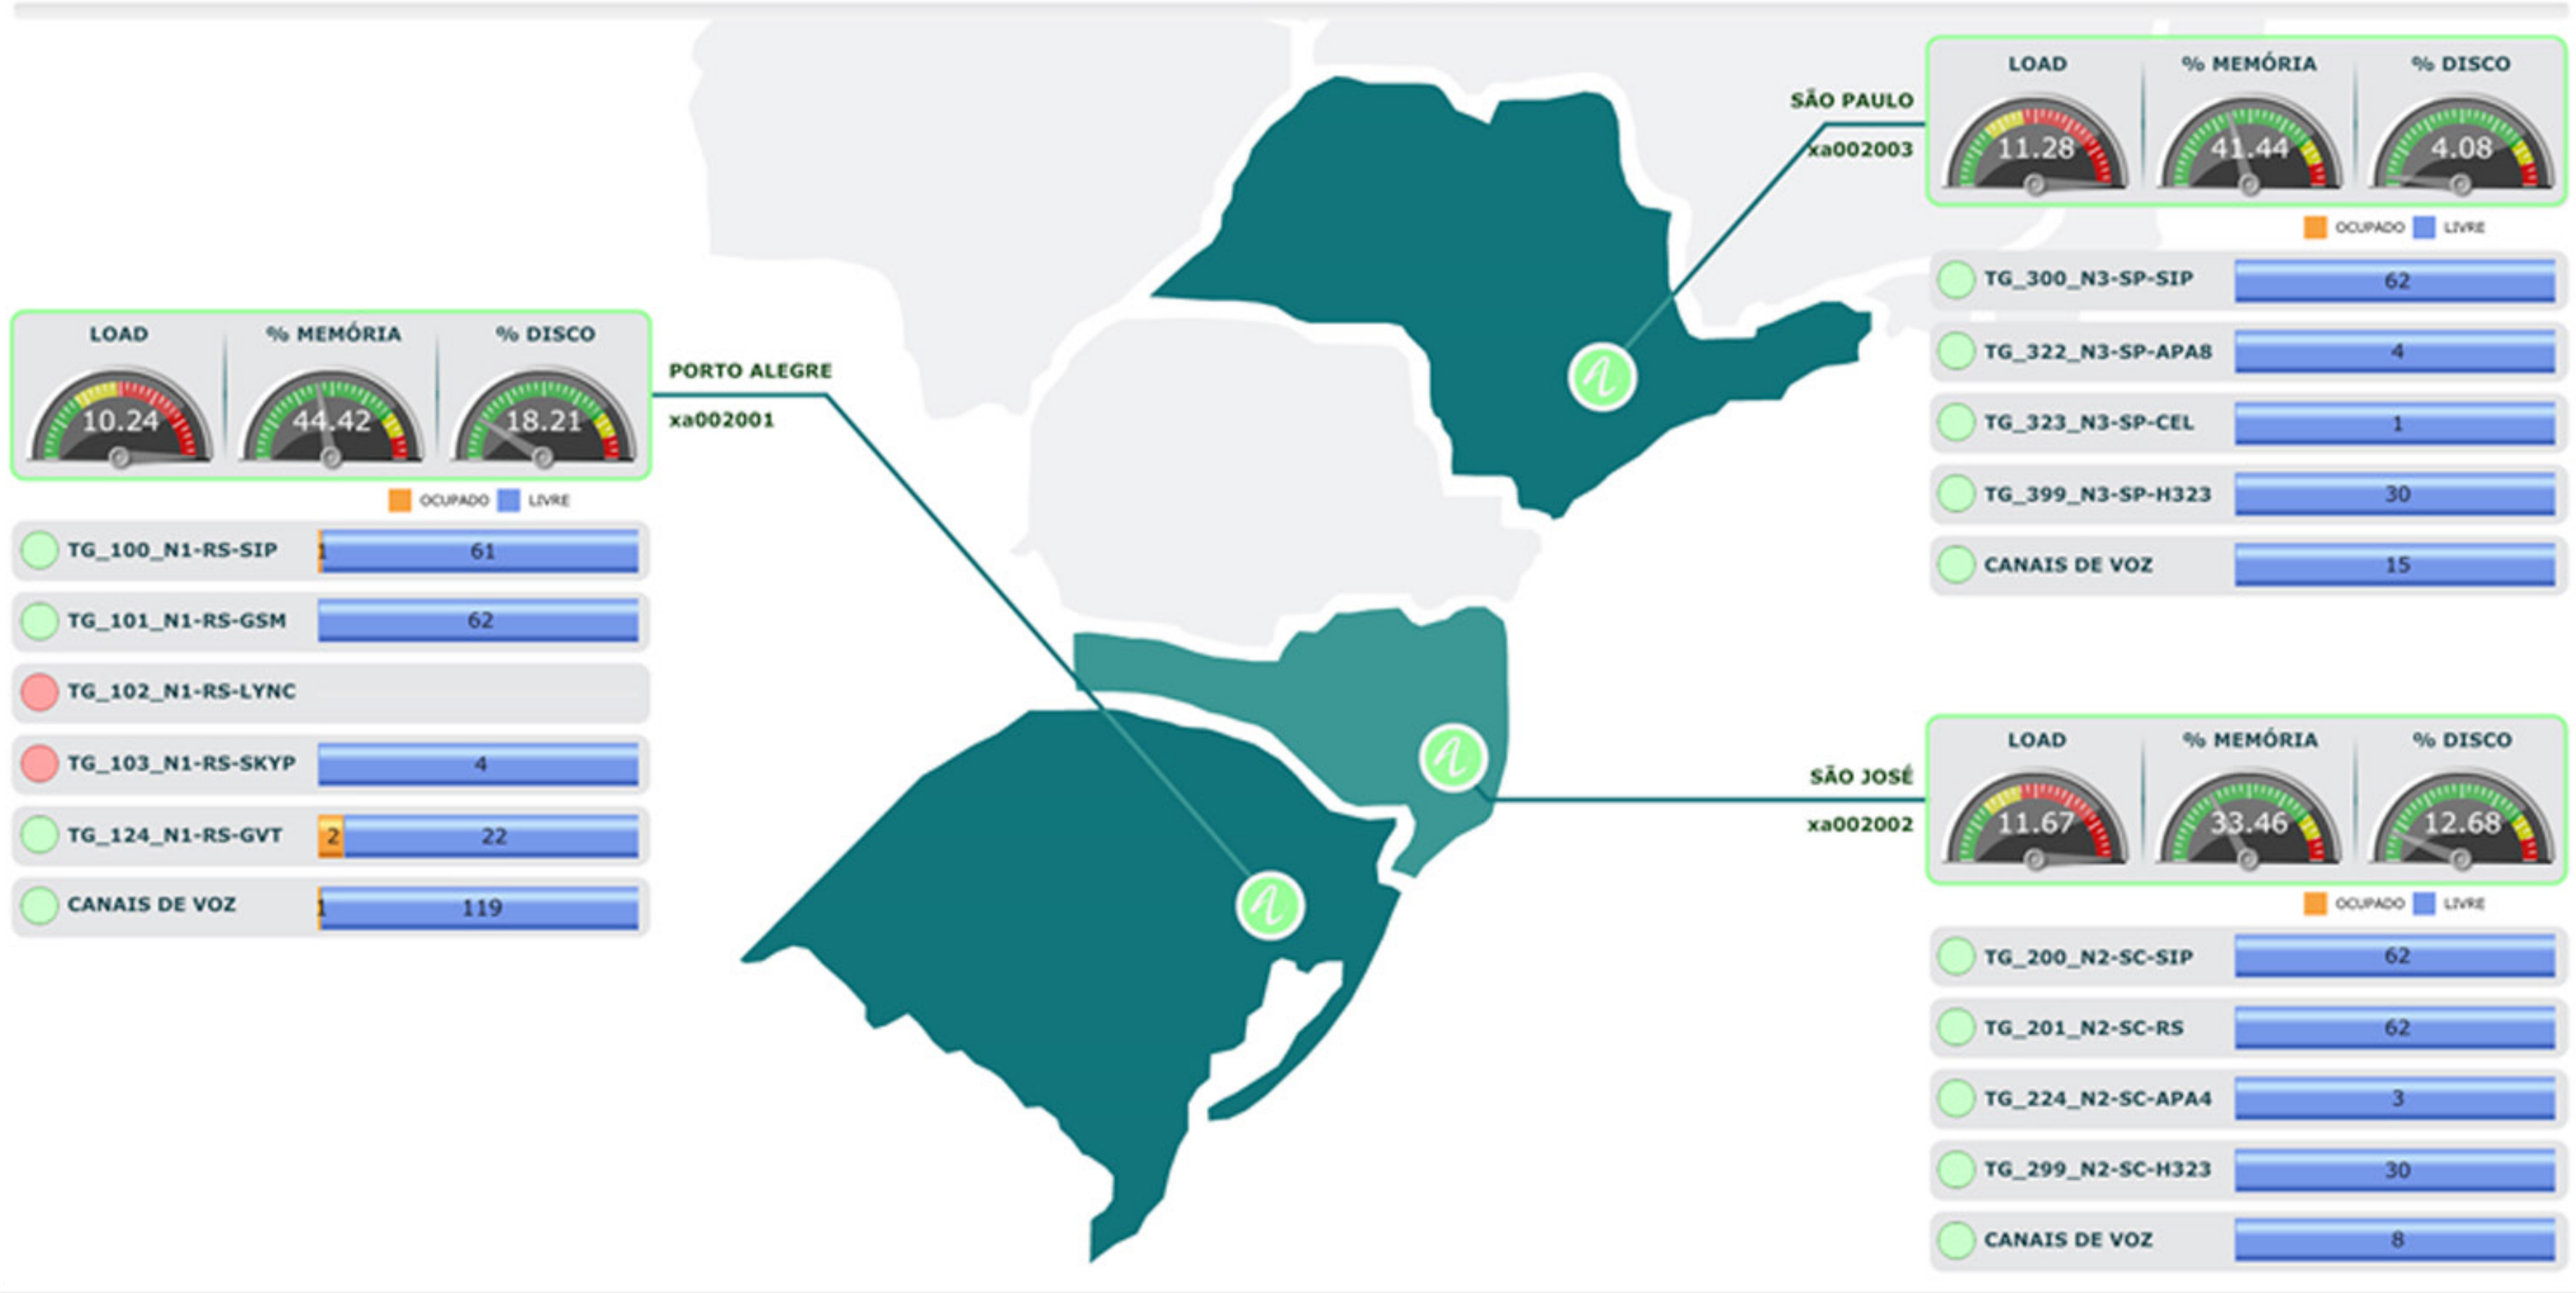 LOAD % MEMÓRIA % DISCO
11.28 41.44 4.08
SÃO PAULO
xa002003
OCUPADO LIVRE
TG_300_N3-SP-SIP 62
TG_322_N3-SP-APA8 4
TG_323_N3-SP-CEL 1
TG_399_N3-SP-H323 30
CANAIS DE VOZ 15
LOAD % MEMÓRIA % DISCO
10.24 44.42 18.21
PORTO ALEGRE
xa002001
OCUPADO LIVRE
TG_100_N1-RS-SIP 1 61
TG_101_N1-RS-GSM 62
TG_102_N1-RS-LYNC
TG_103_N1-RS-SKYP 4
TG_124_N1-RS-GVT 2 22
CANAIS DE VOZ 1 119
LOAD % MEMÓRIA % DISCO
11.67 33.46 12.68
SÃO JOSÉ
xa002002
OCUPADO LIVRE
TG_200_N2-SC-SIP 62
TG_201_N2-SC-RS 62
TG_224_N2-SC-APA4 3
TG_299_N2-SC-H323 30
CANAIS DE VOZ 8